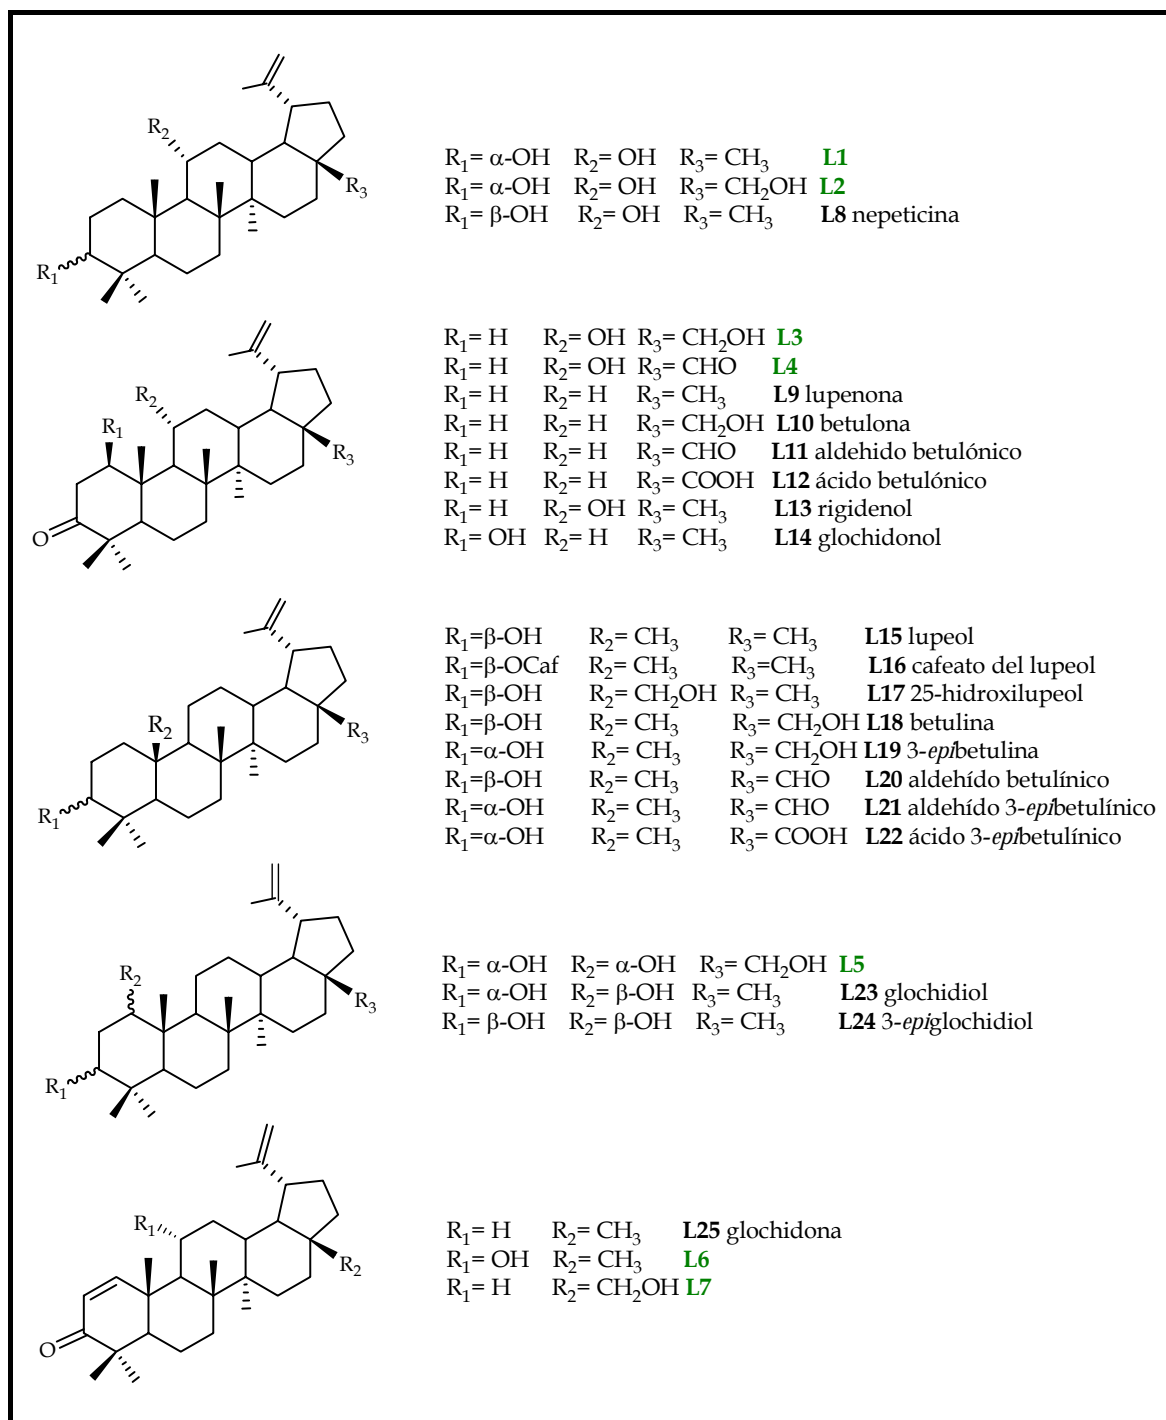 R2
R3
R1
R1= α-OH R2= OH R3= CH3 L1
R1= α-OH R2= OH R3= CH2OH L2
R1= β-OH R2= OH R3= CH3 L8 nepeticina
R2
R1
R3
O
R1= H R2= OH R3= CH2OH L3
R1= H R2= OH R3= CHO L4
R1= H R2= H R3= CH3 L9 lupenona
R1= H R2= H R3= CH2OH L10 betulona
R1= H R2= H R3= CHO L11 aldehido betulónico
R1= H R2= H R3= COOH L12 ácido betulónico
R1= H R2= OH R3= CH3 L13 rigidenol
R1= OH R2= H R3= CH3 L14 glochidonol
R2
R3
R1
R1=β-OH R2= CH3 R3= CH3 L15 lupeol
R1=β-OCaf R2= CH3 R3=CH3 L16 cafeato del lupeol
R1=β-OH R2= CH2OH R3= CH3 L17 25-hidroxilupeol
R1=β-OH R2= CH3 R3= CH2OH L18 betulina
R1=α-OH R2= CH3 R3= CH2OH L19 3-epibetulina
R1=β-OH R2= CH3 R3= CHO L20 aldehído betulínico
R1=α-OH R2= CH3 R3= CHO L21 aldehído 3-epibetulínico
R1=α-OH R2= CH3 R3= COOH L22 ácido 3-epibetulínico
R2
R3
R1
R1= α-OH R2= α-OH R3= CH2OH L5
R1= α-OH R2= β-OH R3= CH3 L23 glochidiol
R1= β-OH R2= β-OH R3= CH3 L24 3-epiglochidiol
R1
R2
O
R1= H R2= CH3 L25 glochidona
R1= OH R2= CH3 L6
R1= H R2= CH2OH L7